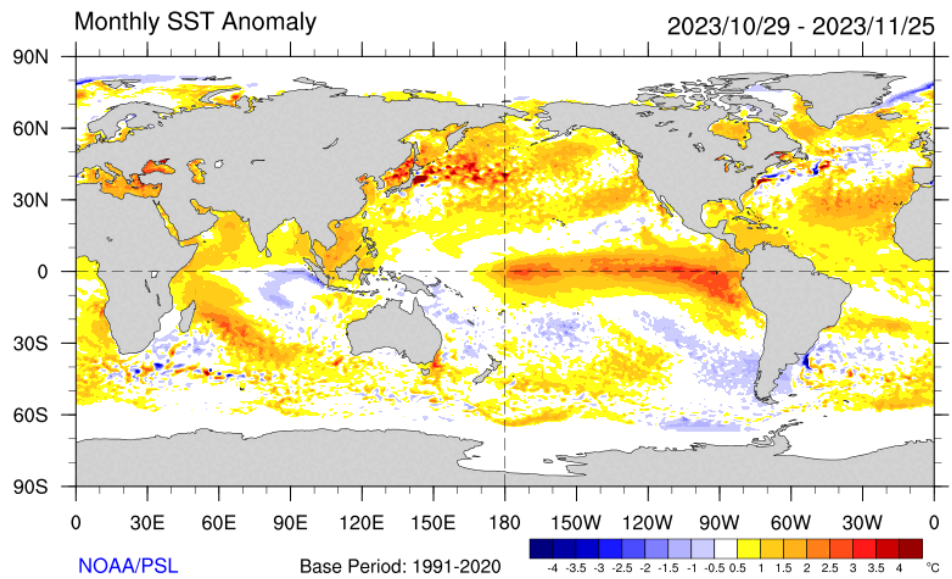 Monthly SST Anomaly 2023/10/29 - 2023/11/25
90N
60N
30N
0
30S
60S
90S
0 30E 60E 90E 120E 150E 180 150W 120W 90W 60W 30W 0
NOAA/PSL Base Period: 1991-2020
-4 -3.5 -3 -2.5 -2 -1.5 -1 -0.5 0.5 1 1.5 2 2.5 3 3.5 4 °C